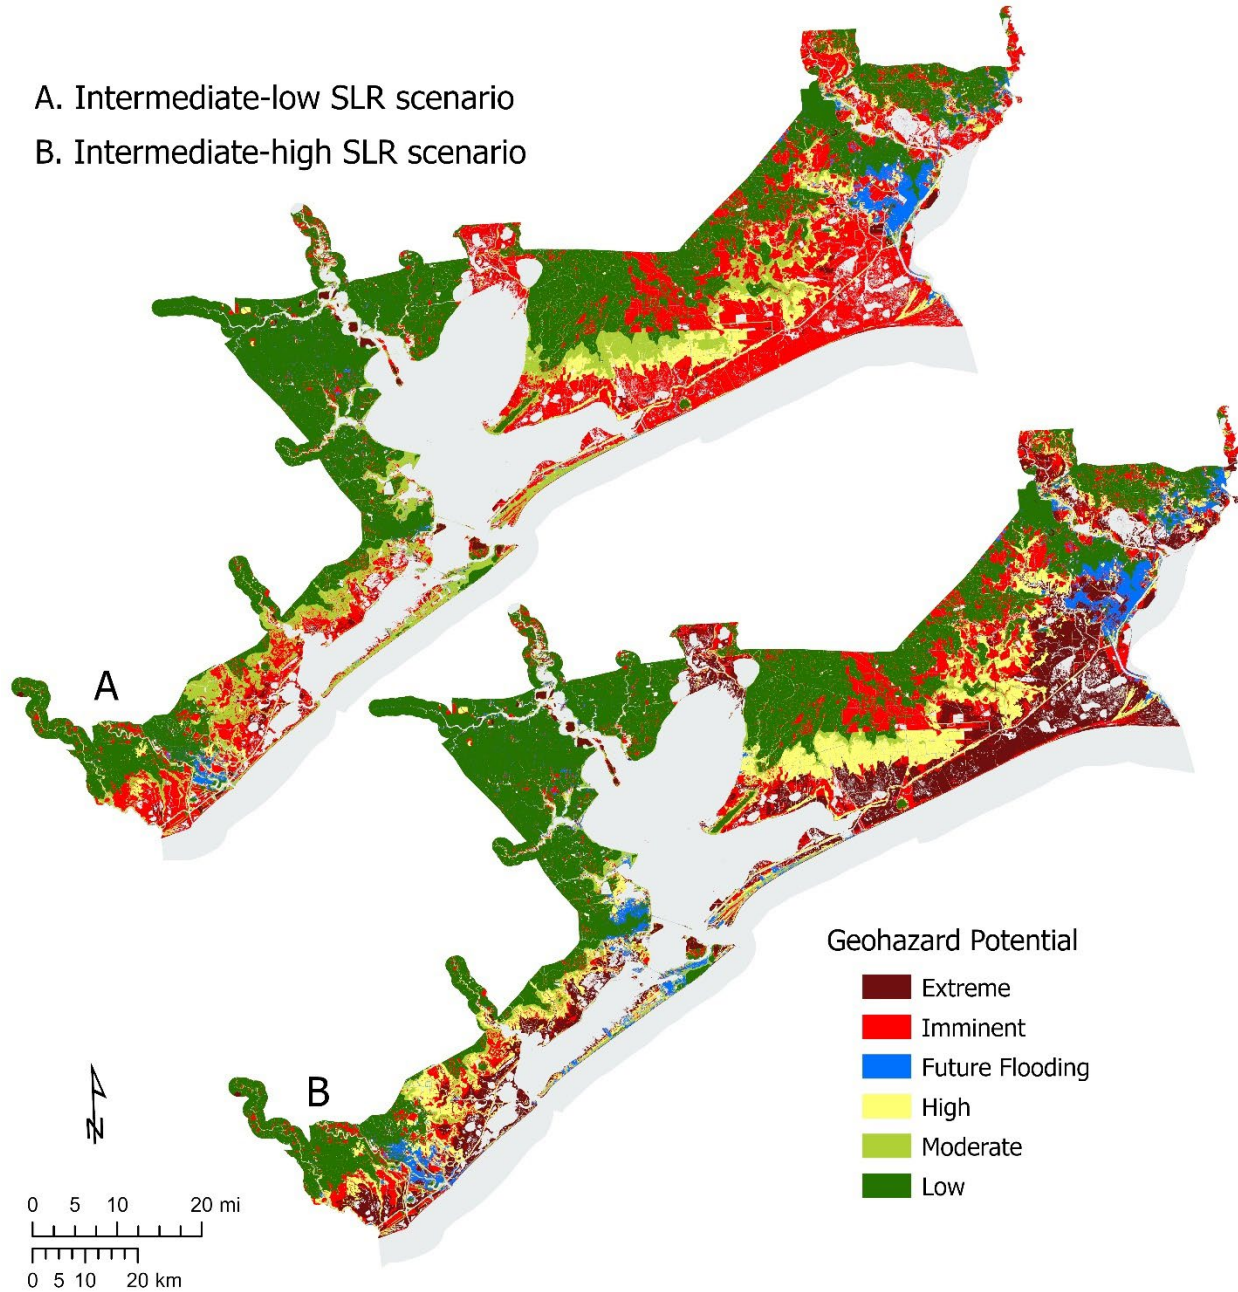 A. Intermediate-low SLR scenario
B. Intermediate-high SLR scenario
A
B
Geohazard Potential
Extreme
Imminent
Future Flooding
High
Moderate
Low
N
0 5 10 20 mi
0 5 10 20 km